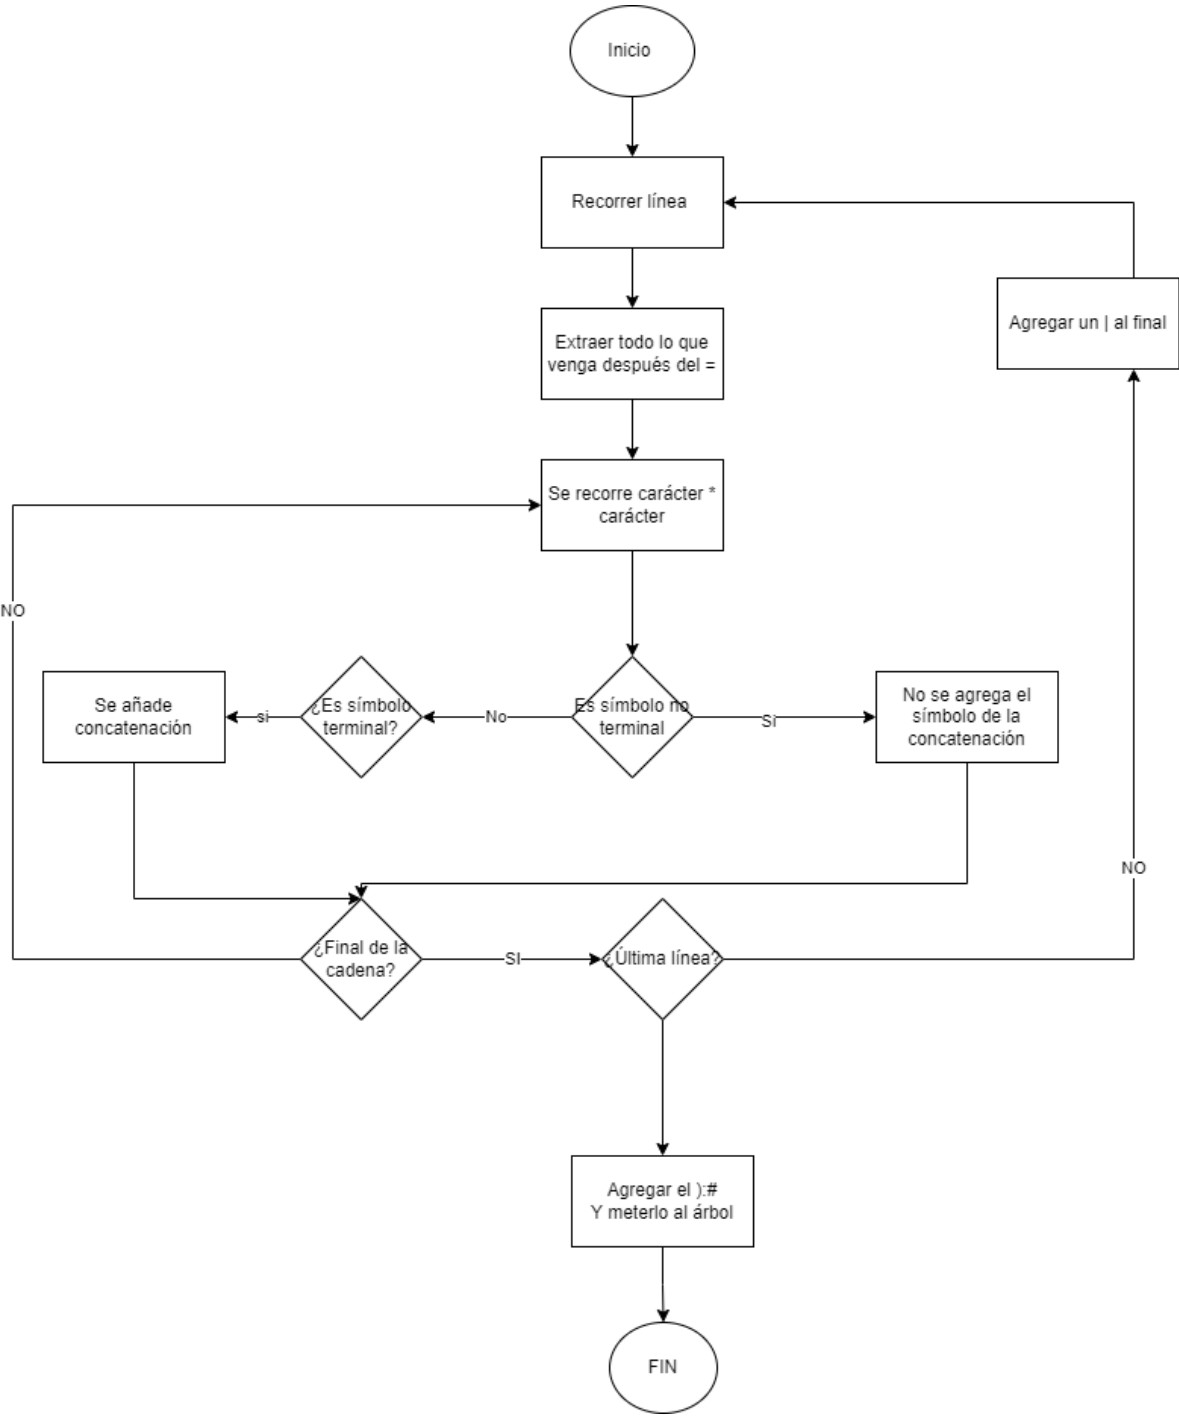 Inicio
Recorrer línea
Agregar un | al final
Extraer todo lo que
venga después del =
Se recorre carácter *
carácter
NO
Se añade
concatenación
si
¿Es símbolo
terminal?
No
Es símbolo no
terminal
Si
No se agrega el
símbolo de la
concatenación
NO
¿Final de la
cadena?
SI
¿Última línea?
Agregar el ):#
Y meterlo al árbol
FIN